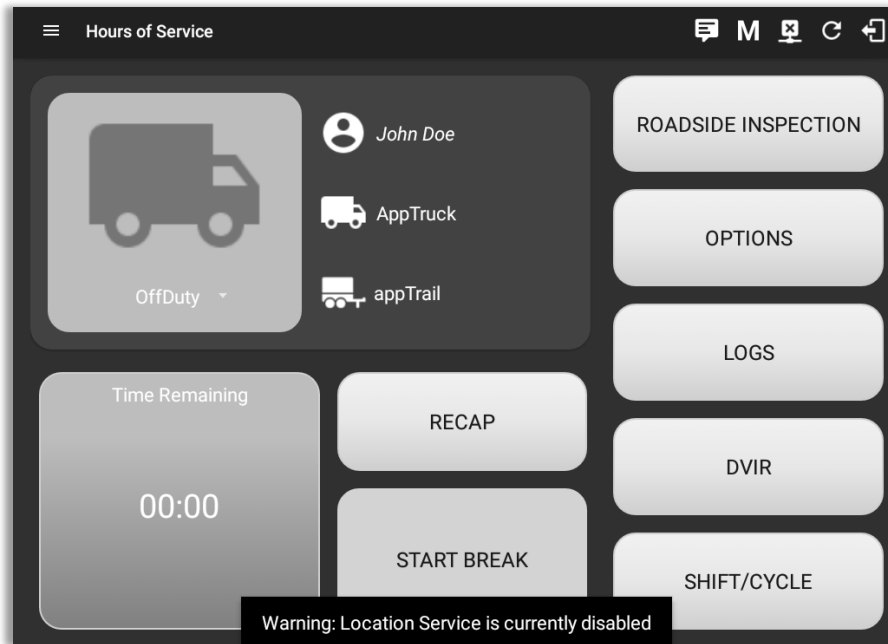 Hours of Service
M
John Doe
AppTruck
appTrail
OffDuty
Time Remaining
00:00
RECAP
START BREAK
ROADSIDE INSPECTION
OPTIONS
LOGS
DVIR
SHIFT/CYCLE
Warning: Location Service is currently disabled